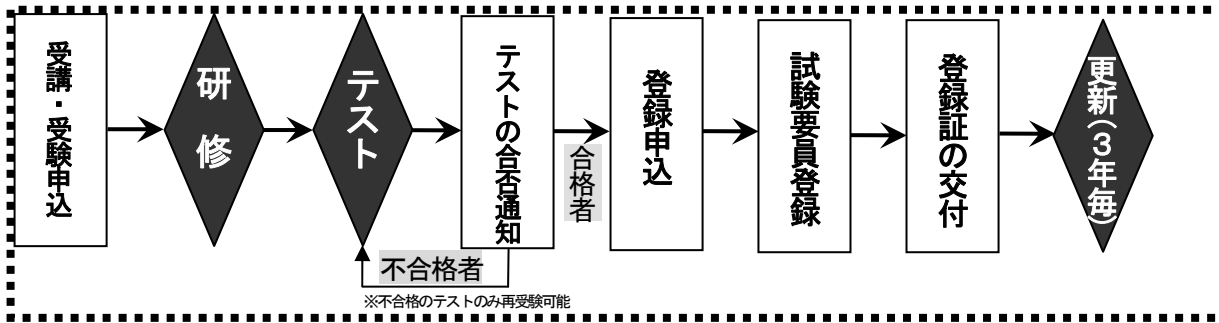 受講・受験申込
研修
テスト
テストの合否通知
合格者
登録申込
試験要員登録
登録証の交付
更新(3年毎)
不合格者
※不合格のテストのみ再受験可能